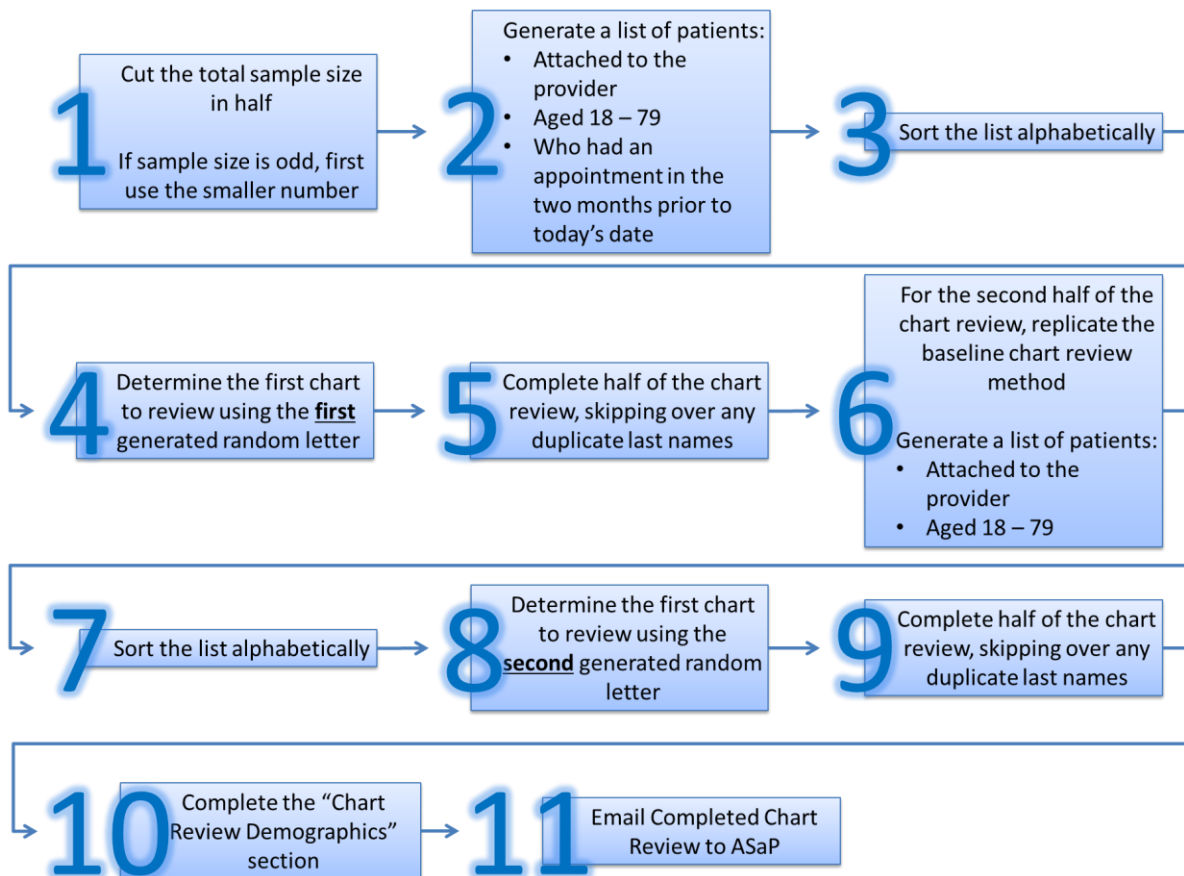 1
Cut the total sample size
in half
If sample size is odd, first
use the smaller number
2
Generate a list of patients:
• Attached to the
provider
• Aged 18 – 79
• Who had an
appointment in the
two months prior to
today’s date
3
Sort the list alphabetically
4
Determine the first chart
to review using the first
generated random letter
5
Complete half of the chart
review, skipping over any
duplicate last names
6
For the second half of the
chart review, replicate the
baseline chart review
method
Generate a list of patients:
• Attached to the
provider
• Aged 18 – 79
7
Sort the list alphabetically
8
Determine the first chart
to review using the
second generated random
letter
9
Complete half of the chart
review, skipping over any
duplicate last names
10
Complete the “Chart
Review Demographics”
section
11
Email Completed Chart
Review to ASaP